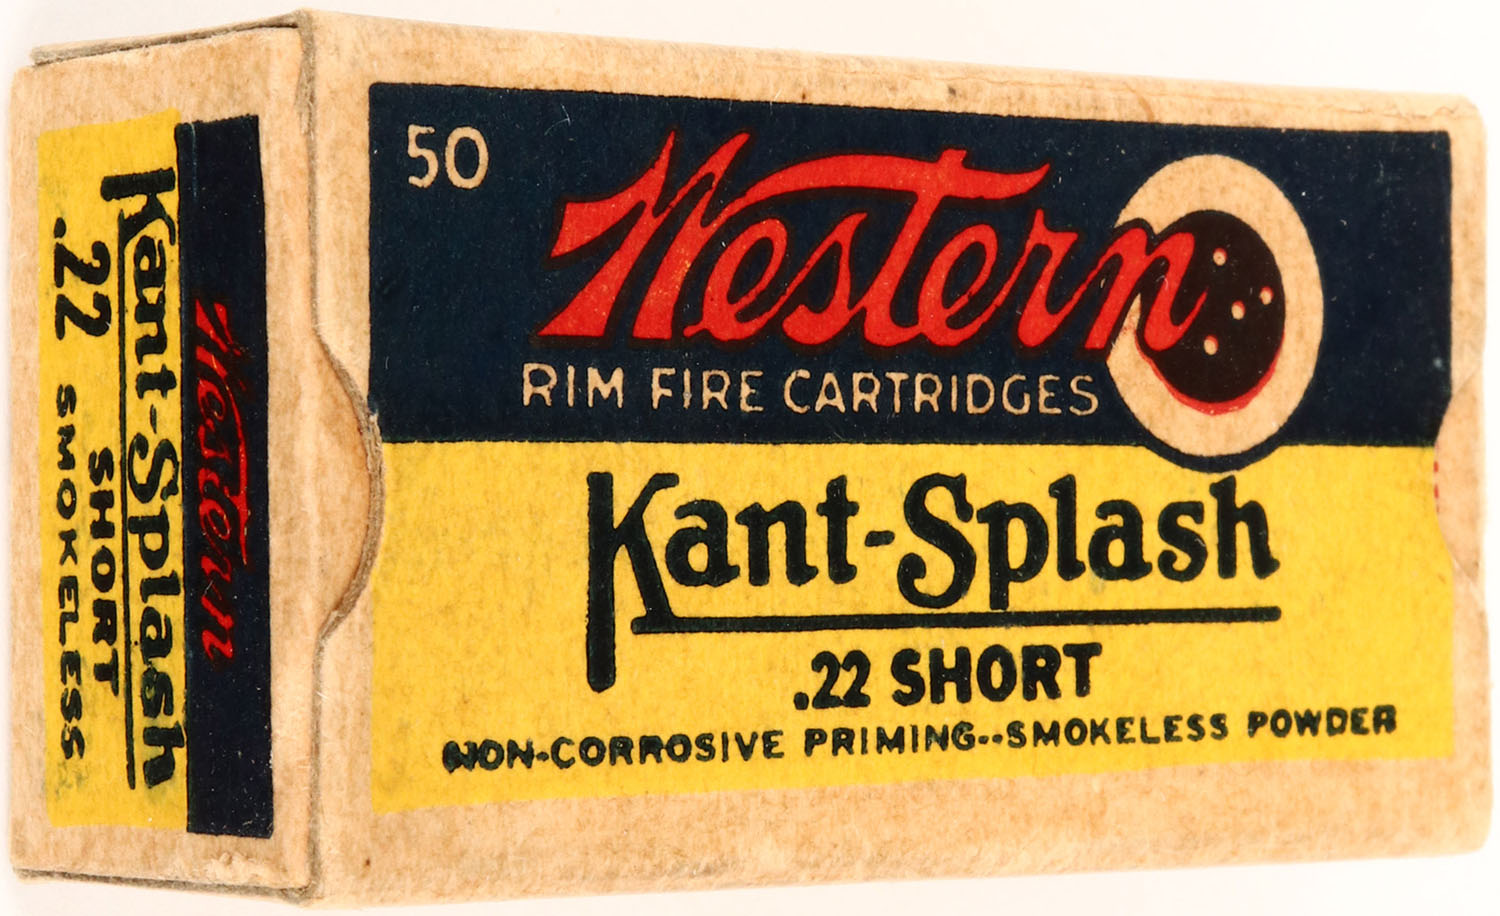 50
Western
RIM FIRE CARTRIDGES
Kant-Splash
.22 SHORT
NON-CORROSIVE PRIMING--SMOKELESS POWDER
Western
Kant-Splash
.22 SHORT
.22 SMOKELESS